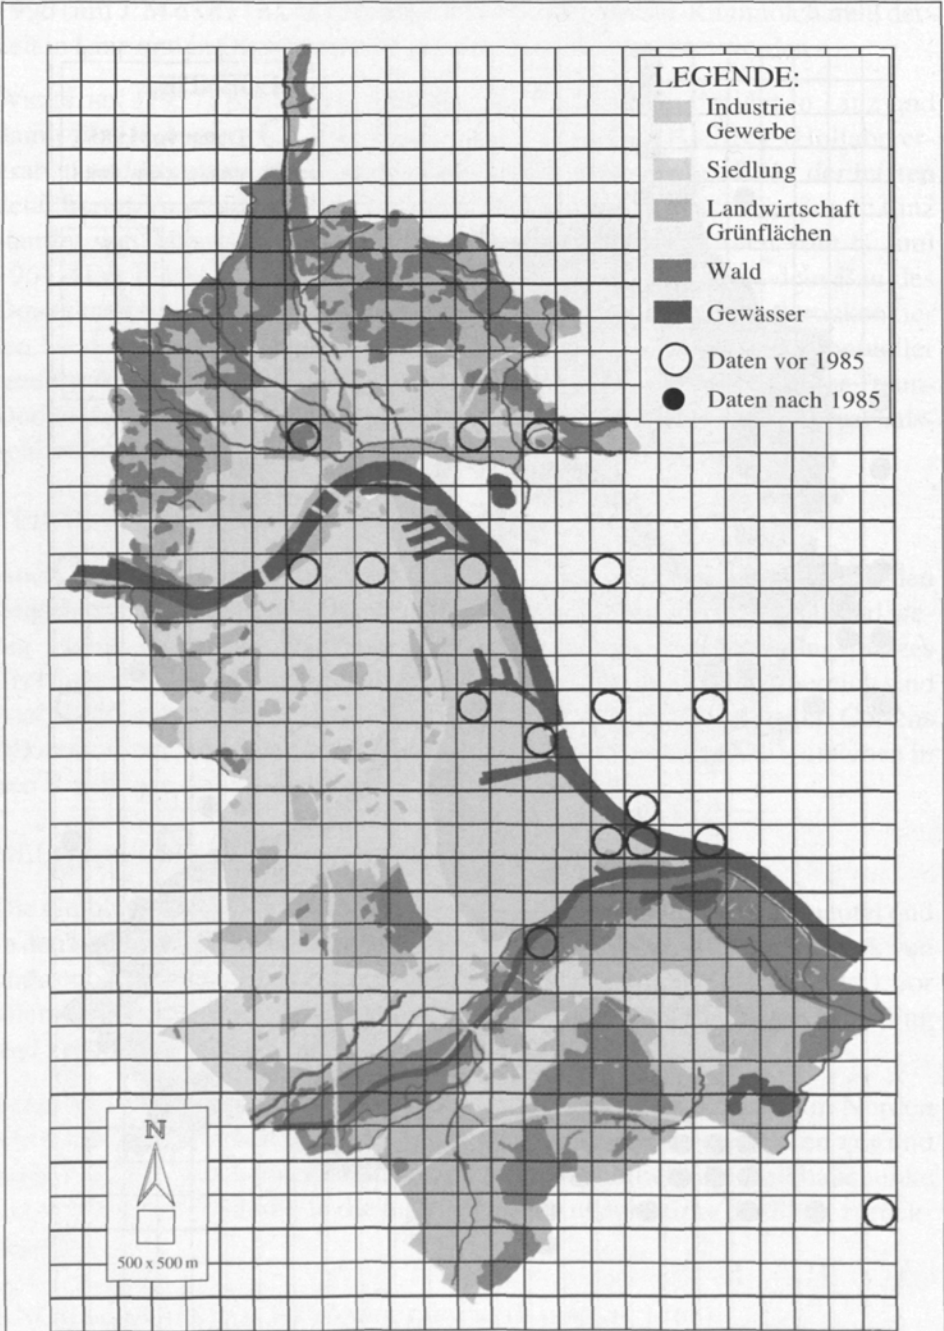 LEGENDE:
Industrie
Gewerbe
Siedlung
Landwirtschaft
Grünflächen
Wald
Gewässer
Daten vor 1985
Daten nach 1985
N
500 x 500 m